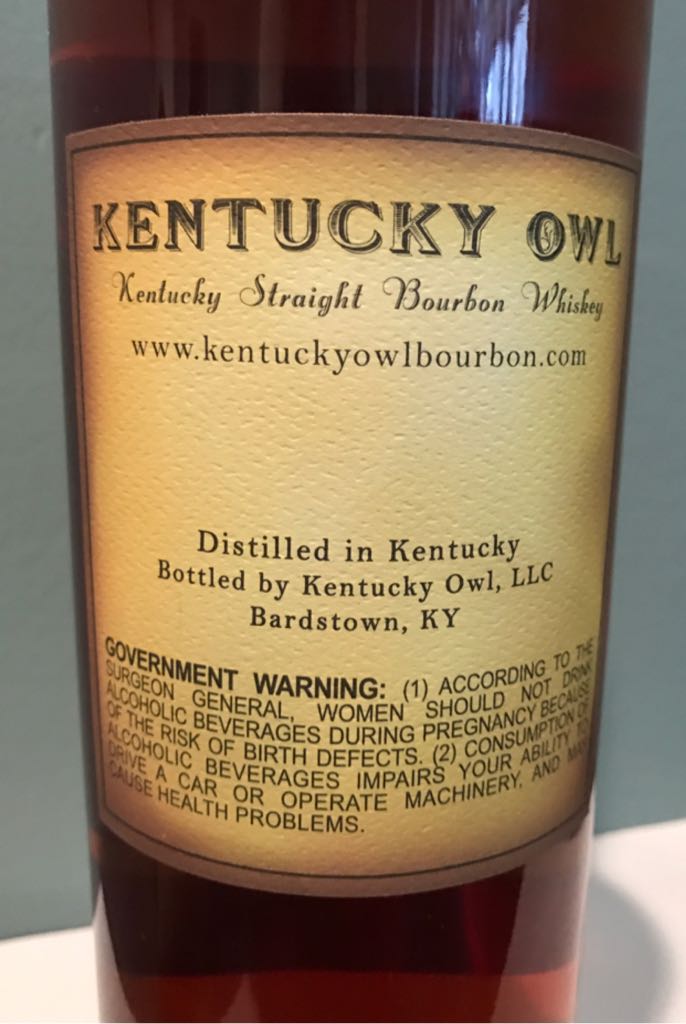 KENTUCKY OWL
Kentucky Straight Bourbon Whiskey
www.kentuckyowlbourbon.com
Distilled in Kentucky
Bottled by Kentucky Owl, LLC
Bardstown, KY
GOVERNMENT WARNING: (1) ACCORDING TO THE
SURGEON GENERAL, WOMEN SHOULD NOT DRINK
ALCOHOLIC BEVERAGES DURING PREGNANCY BECAUSE
OF THE RISK OF BIRTH DEFECTS. (2) CONSUMPTION OF
ALCOHOLIC BEVERAGES IMPAIRS YOUR ABILITY TO
DRIVE A CAR OR OPERATE MACHINERY, AND MAY
CAUSE HEALTH PROBLEMS.